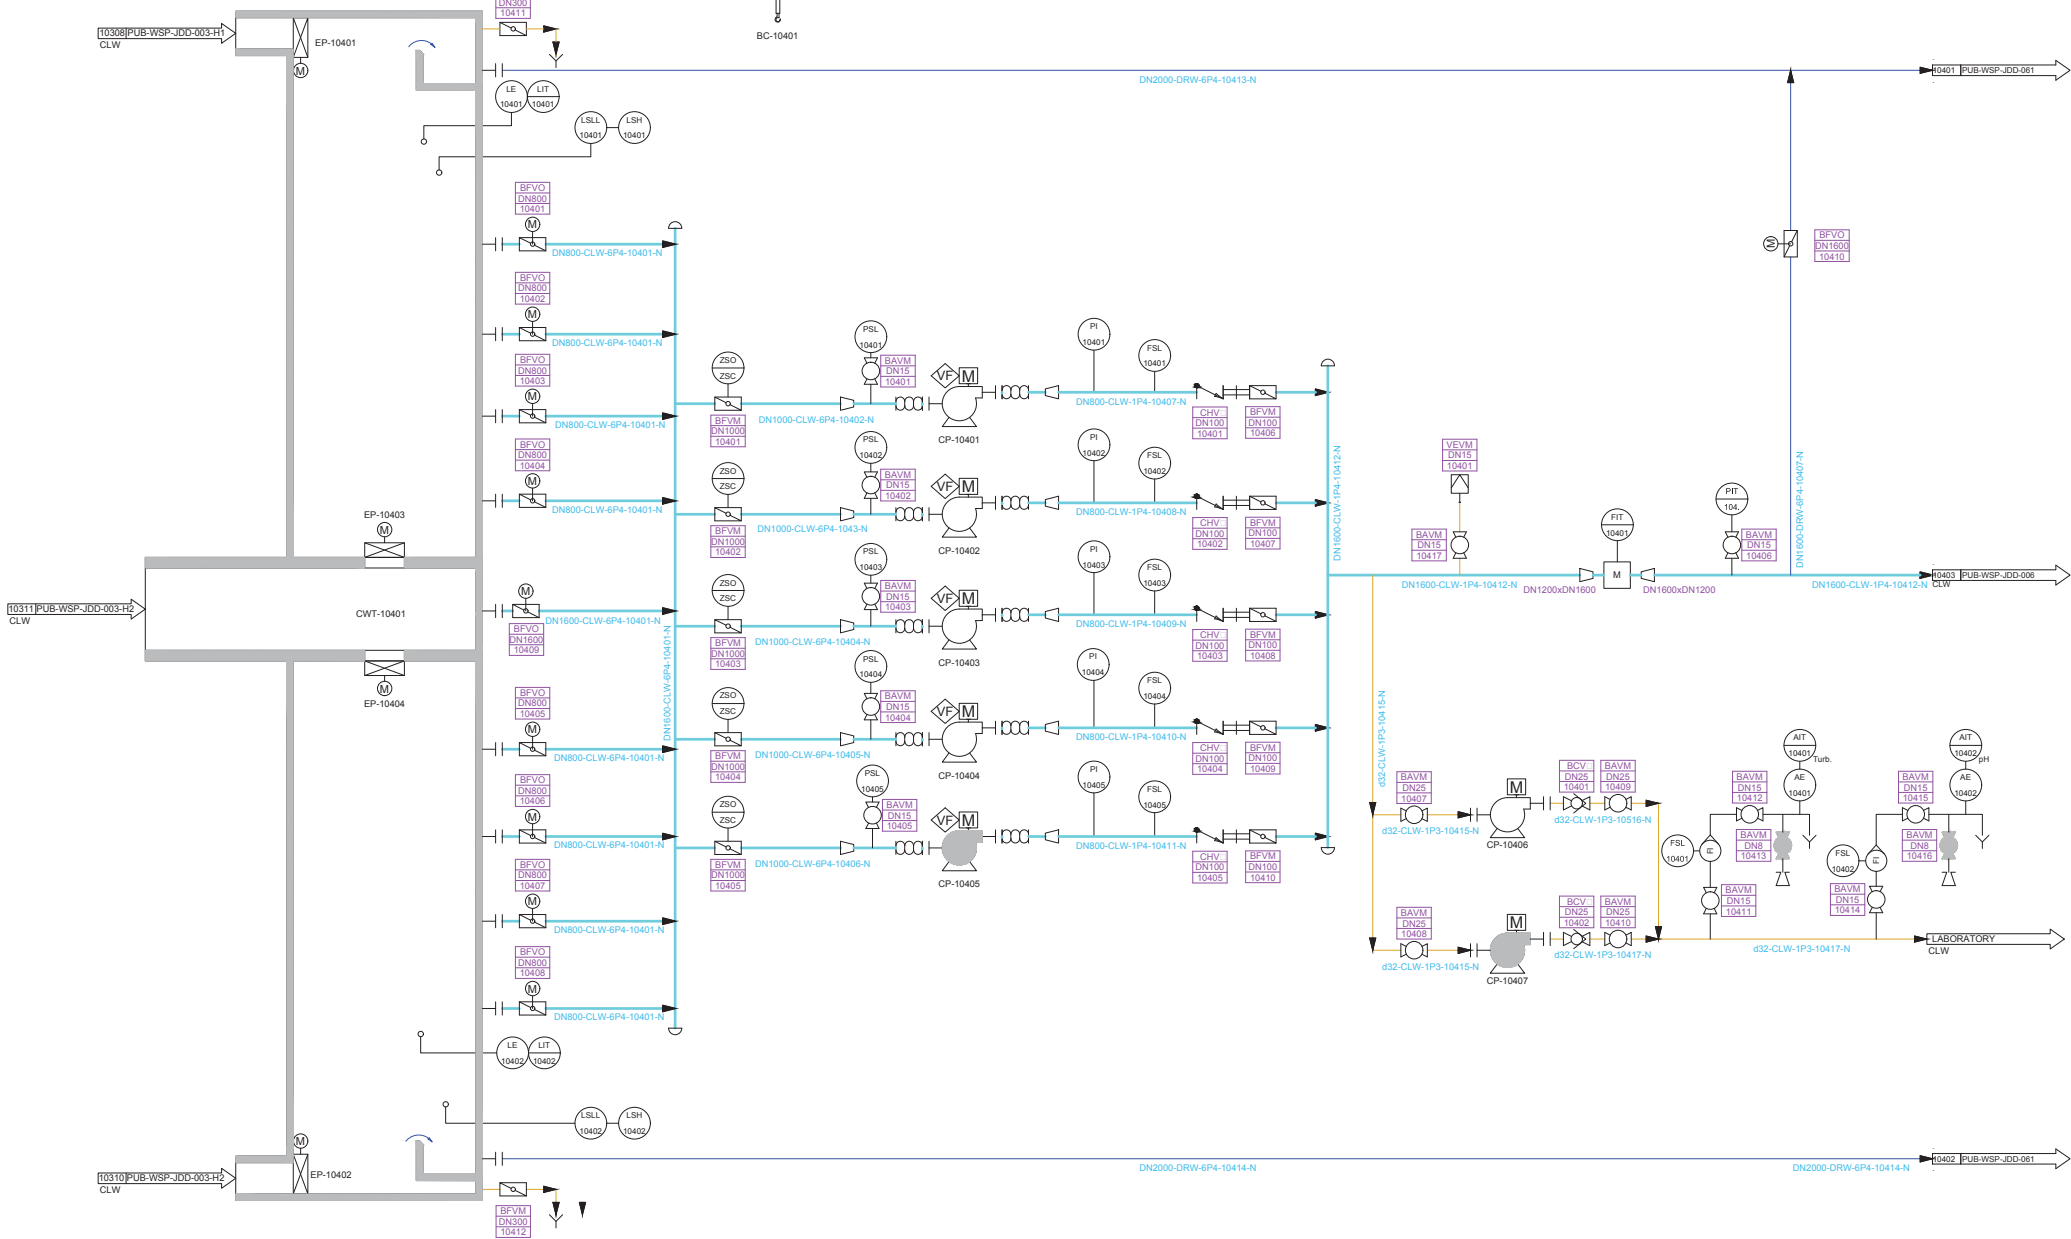 DN300
10411
BC-10401
10308 PUB-WSP-JDD-003-H1
CLW
EP-10401
M
DN2000-DRW-6P4-10413-N
10401 PUB-WSP-JDD-061
LE
10401
LIT
10401
LSLL
10401
LSH
10401
BFVO
DN800
10401
M
DN800-CLW-6P4-10401-N
BFVO
DN800
10402
M
DN800-CLW-6P4-10401-N
BFVO
DN800
10403
M
DN800-CLW-6P4-10401-N
BFVO
DN800
10404
M
DN800-CLW-6P4-10401-N
M
BFVO
DN1600
10410
EP-10403
M
10311 PUB-WSP-JDD-003-H2
CLW
CWT-10401
M
BFVO
DN1600
10409
DN1600-CLW-6P4-10401-N
M
EP-10404
DN1600-CLW-6P4-10401-N
BFVO
DN800
10405
M
DN800-CLW-6P4-10401-N
BFVO
DN800
10406
M
DN800-CLW-6P4-10401-N
BFVO
DN800
10407
M
DN800-CLW-6P4-10401-N
BFVO
DN800
10408
M
DN800-CLW-6P4-10401-N
ZSO
ZSC
BFVM
DN1000
10401
DN1000-CLW-6P4-10402-N
PSL
10401
BAVM
DN15
10401
VF M
CP-10401
PI
10401
FSL
10401
DN800-CLW-1P4-10407-N
CHV
DN100
10401
BFVM
DN100
10406
ZSO
ZSC
BFVM
DN1000
10402
DN1000-CLW-6P4-1043-N
PSL
10402
BAVM
DN15
10402
VF M
CP-10402
PI
10402
FSL
10402
DN800-CLW-1P4-10408-N
CHV
DN100
10402
BFVM
DN100
10407
ZSO
ZSC
BFVM
DN1000
10403
DN1000-CLW-6P4-10404-N
PSL
10403
BAVM
DN15
10403
VF M
CP-10403
PI
10403
FSL
10403
DN800-CLW-1P4-10409-N
CHV
DN100
10403
BFVM
DN100
10408
ZSO
ZSC
BFVM
DN1000
10404
DN1000-CLW-6P4-10405-N
PSL
10404
BAVM
DN15
10404
VF M
CP-10404
PI
10404
FSL
10404
DN800-CLW-1P4-10410-N
CHV
DN100
10404
BFVM
DN100
10409
ZSO
ZSC
BFVM
DN1000
10405
DN1000-CLW-6P4-10406-N
PSL
10405
BAVM
DN15
10405
VF M
CP-10405
PI
10405
FSL
10405
DN800-CLW-1P4-10411-N
CHV
DN100
10405
BFVM
DN100
10410
DN1600-CLW-1P4-10412-N
VEVM
DN15
10401
BAVM
DN15
10417
DN1600-CLW-1P4-10412-N
FIT
10401
M
DN1200xDN1600
DN1600xDN1200
PIT
104.
BAVM
DN15
10406
DN1600-DRW-6P4-10407-N
DN1600-CLW-1P4-10412-N
10403 PUB-WSP-JDD-006
CLW
d32-CLW-1P3-10415-N
BAVM
DN25
10407
d32-CLW-1P3-10415-N
M
CP-10406
BCV
DN25
10401
BAVM
DN25
10409
d32-CLW-1P3-10516-N
BAVM
DN25
10408
d32-CLW-1P3-10415-N
M
CP-10407
BCV
DN25
10402
BAVM
DN25
10410
d32-CLW-1P3-10417-N
FSL
10401
FI
BAVM
DN15
10411
BAVM
DN15
10412
BAVM
DN8
10413
AIT
10401
Turb.
AE
10401
FSL
10402
FI
BAVM
DN15
10414
BAVM
DN15
10415
BAVM
DN8
10416
AIT
10402
pH
AE
10402
d32-CLW-1P3-10417-N
LABORATORY
CLW
LE
10402
LIT
10402
LSLL
10402
LSH
10402
M
10310 PUB-WSP-JDD-003-H2
CLW
EP-10402
DN2000-DRW-6P4-10414-N
DN2000-DRW-6P4-10414-N
10402 PUB-WSP-JDD-061
BFVM
DN300
10412